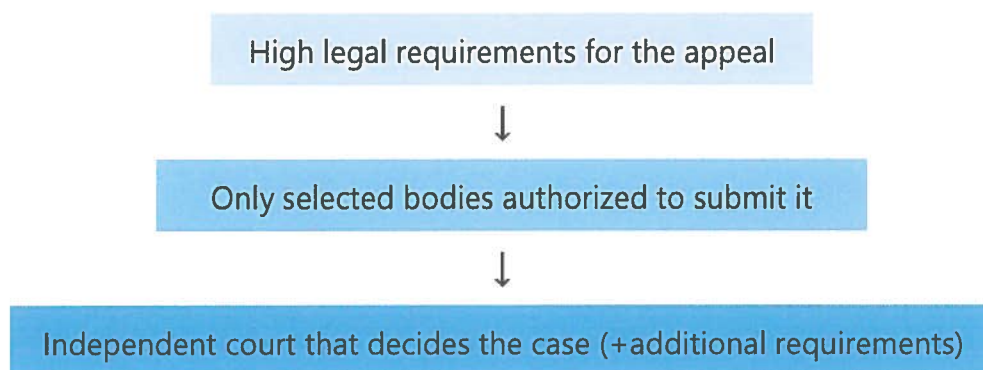 High legal requirements for the appeal
↓
Only selected bodies authorized to submit it
↓
Independent court that decides the case (+additional requirements)